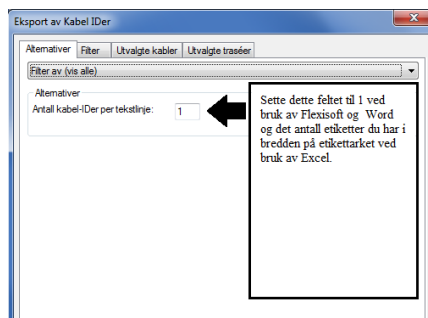 Eksport av Kabel IDer
Alternativer Filter Utvalgte kabler Utvalgte traséer
Filter av (vis alle)
Alternativer
Antall kabel-IDer per tekstlinje: 1
Sette dette feltet til 1 ved
bruk av Flexisoft og Word
og det antall etiketter du har i
bredden på etikettarket ved
bruk av Excel.